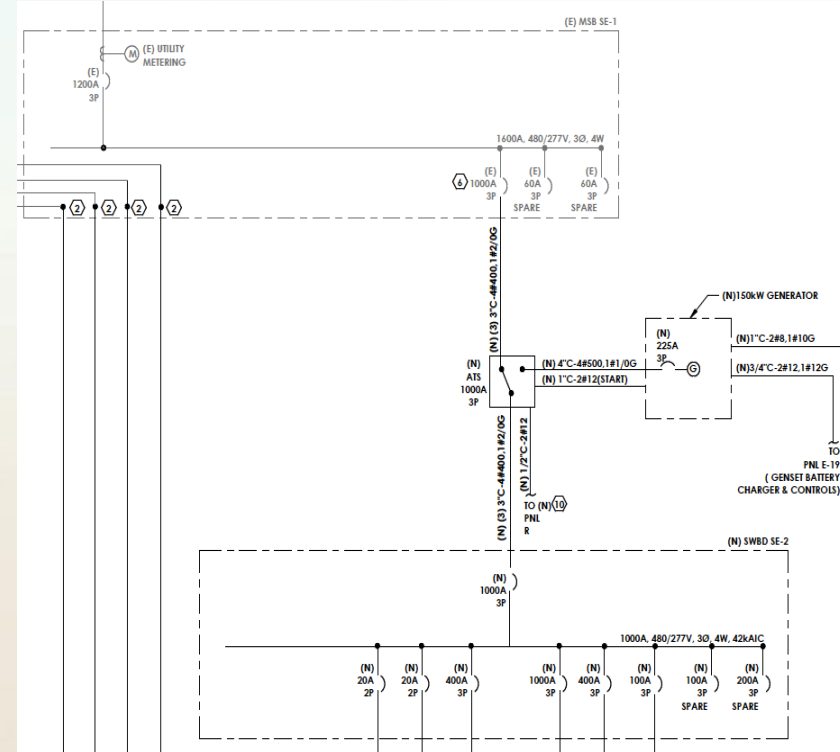 (E) MSB SE-1
M
(E) UTILITY
METERING
(E)
1200A
3P
1600A, 480/277V, 3Ø, 4W
6
(E)
1000A
3P
(E)
60A
3P
SPARE
(E)
60A
3P
SPARE
2
2
2
2
(N) (3) 3"C-4#400,1#2/0G
(N)150kW GENERATOR
(N)
225A
3P
G
(N)1"C-2#8,1#10G
(N)3/4"C-2#12,1#12G
(N)
ATS
1000A
3P
(N) 4"C-4#500,1#1/0G
(N) 1"C-2#12(START)
(N) (3) 3"C-4#400,1#2/0G
(N) 1/2"C-2#12
TO (N) 10
PNL
R
TO
PNL E-19
( GENSET BATTERY
CHARGER & CONTROLS)
(N) SWBD SE-2
(N)
1000A
3P
1000A, 480/277V, 3Ø, 4W, 42kAIC
(N)
20A
2P
(N)
20A
2P
(N)
400A
3P
(N)
1000A
3P
(N)
400A
3P
(N)
100A
3P
(N)
100A
3P
SPARE
(N)
200A
3P
SPARE